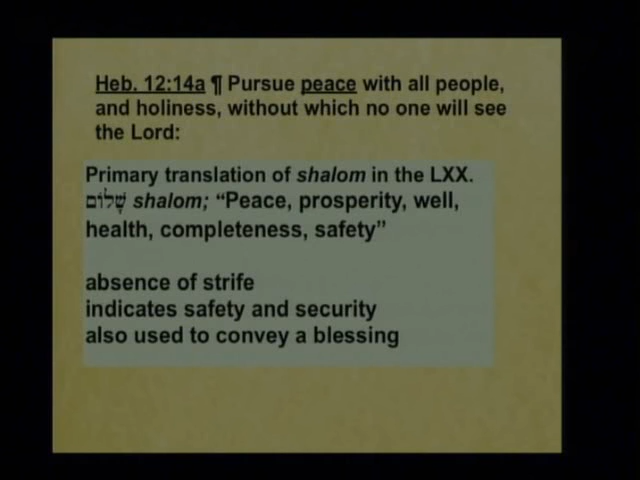 Heb. 12:14a ¶ Pursue peace with all people,
and holiness, without which no one will see
the Lord:
Primary translation of shalom in the LXX.
שָׁלוֹם shalom; “Peace, prosperity, well,
health, completeness, safety”
absence of strife
indicates safety and security
also used to convey a blessing